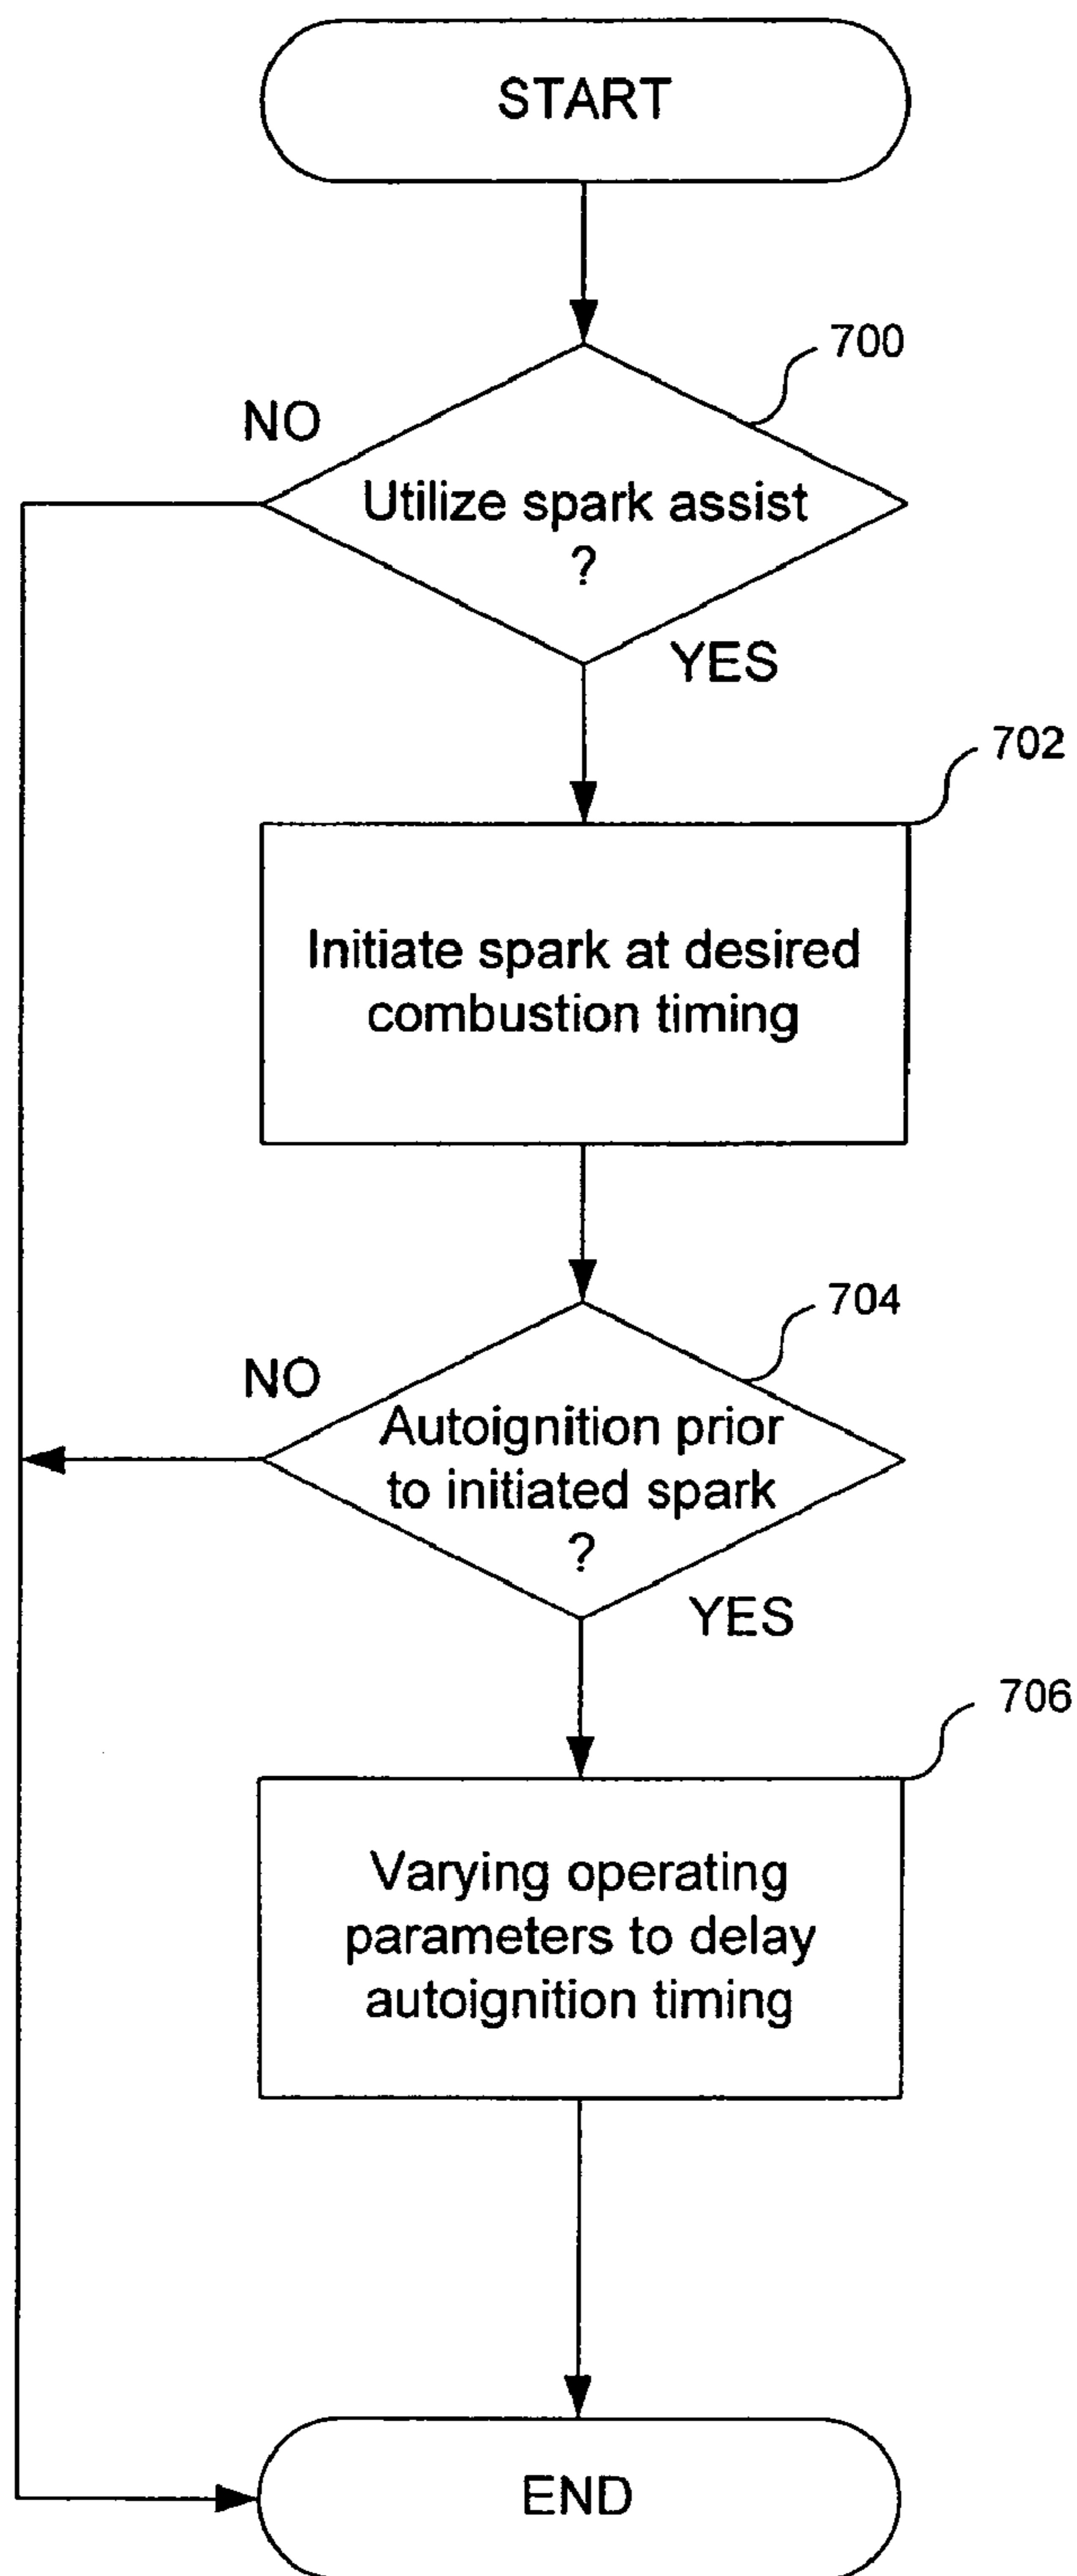 START
700
NO
Utilize spark assist
?
YES
702
Initiate spark at desired
combustion timing
704
NO
Autoignition prior
to initiated spark
?
YES
706
Varying operating
parameters to delay
autoignition timing
END